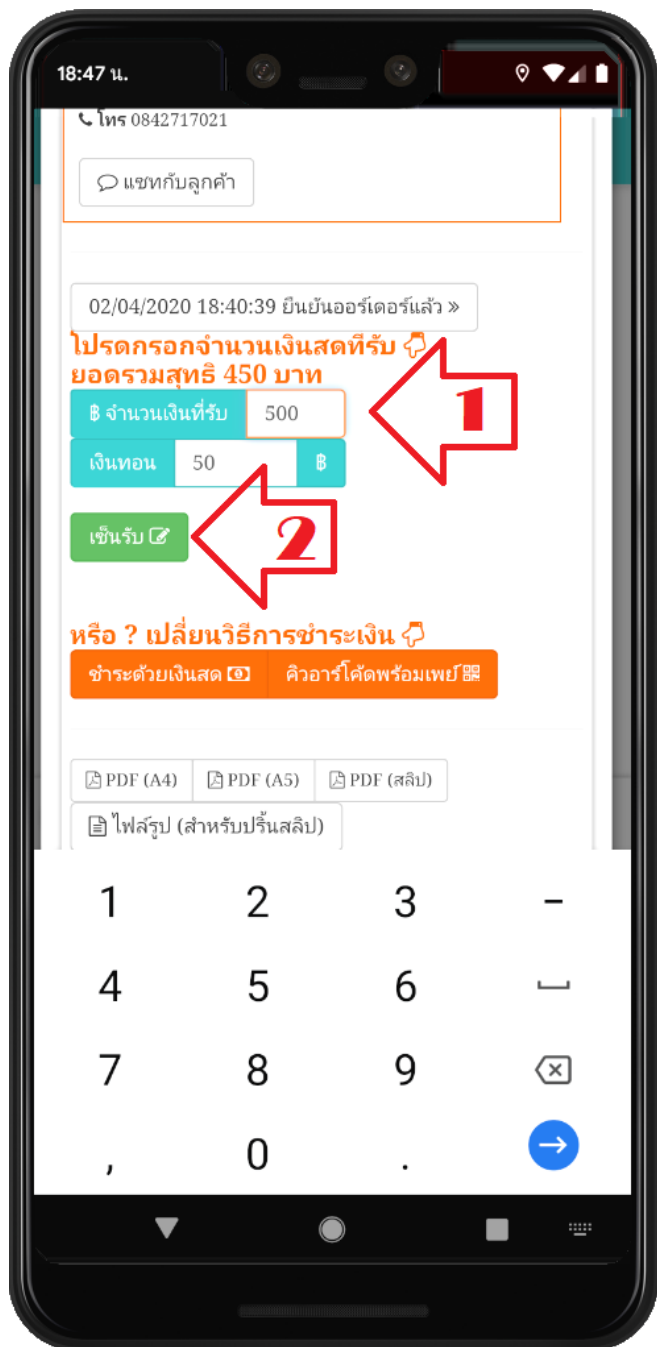 18:47 น.
โทร 0842717021
แชทกับลูกค้า
02/04/2020 18:40:39 ยืนยันออร์เดอร์แล้ว »
โปรดกรอกจำนวนเงินสดที่รับ
ยอดรวมสุทธิ 450 บาท
฿ จำนวนเงินที่รับ 500
1
เงินทอน 50 ฿
เซ็นรับ
2
หรือ ? เปลี่ยนวิธีการชำระเงิน
ชำระด้วยเงินสด คิวอาร์โค้ดพร้อมเพย์
PDF (A4) PDF (A5) PDF (สลิป)
ไฟล์รูป (สำหรับปริ้นสลิป)
1 2 3 -
4 5 6
7 8 9
, 0 .